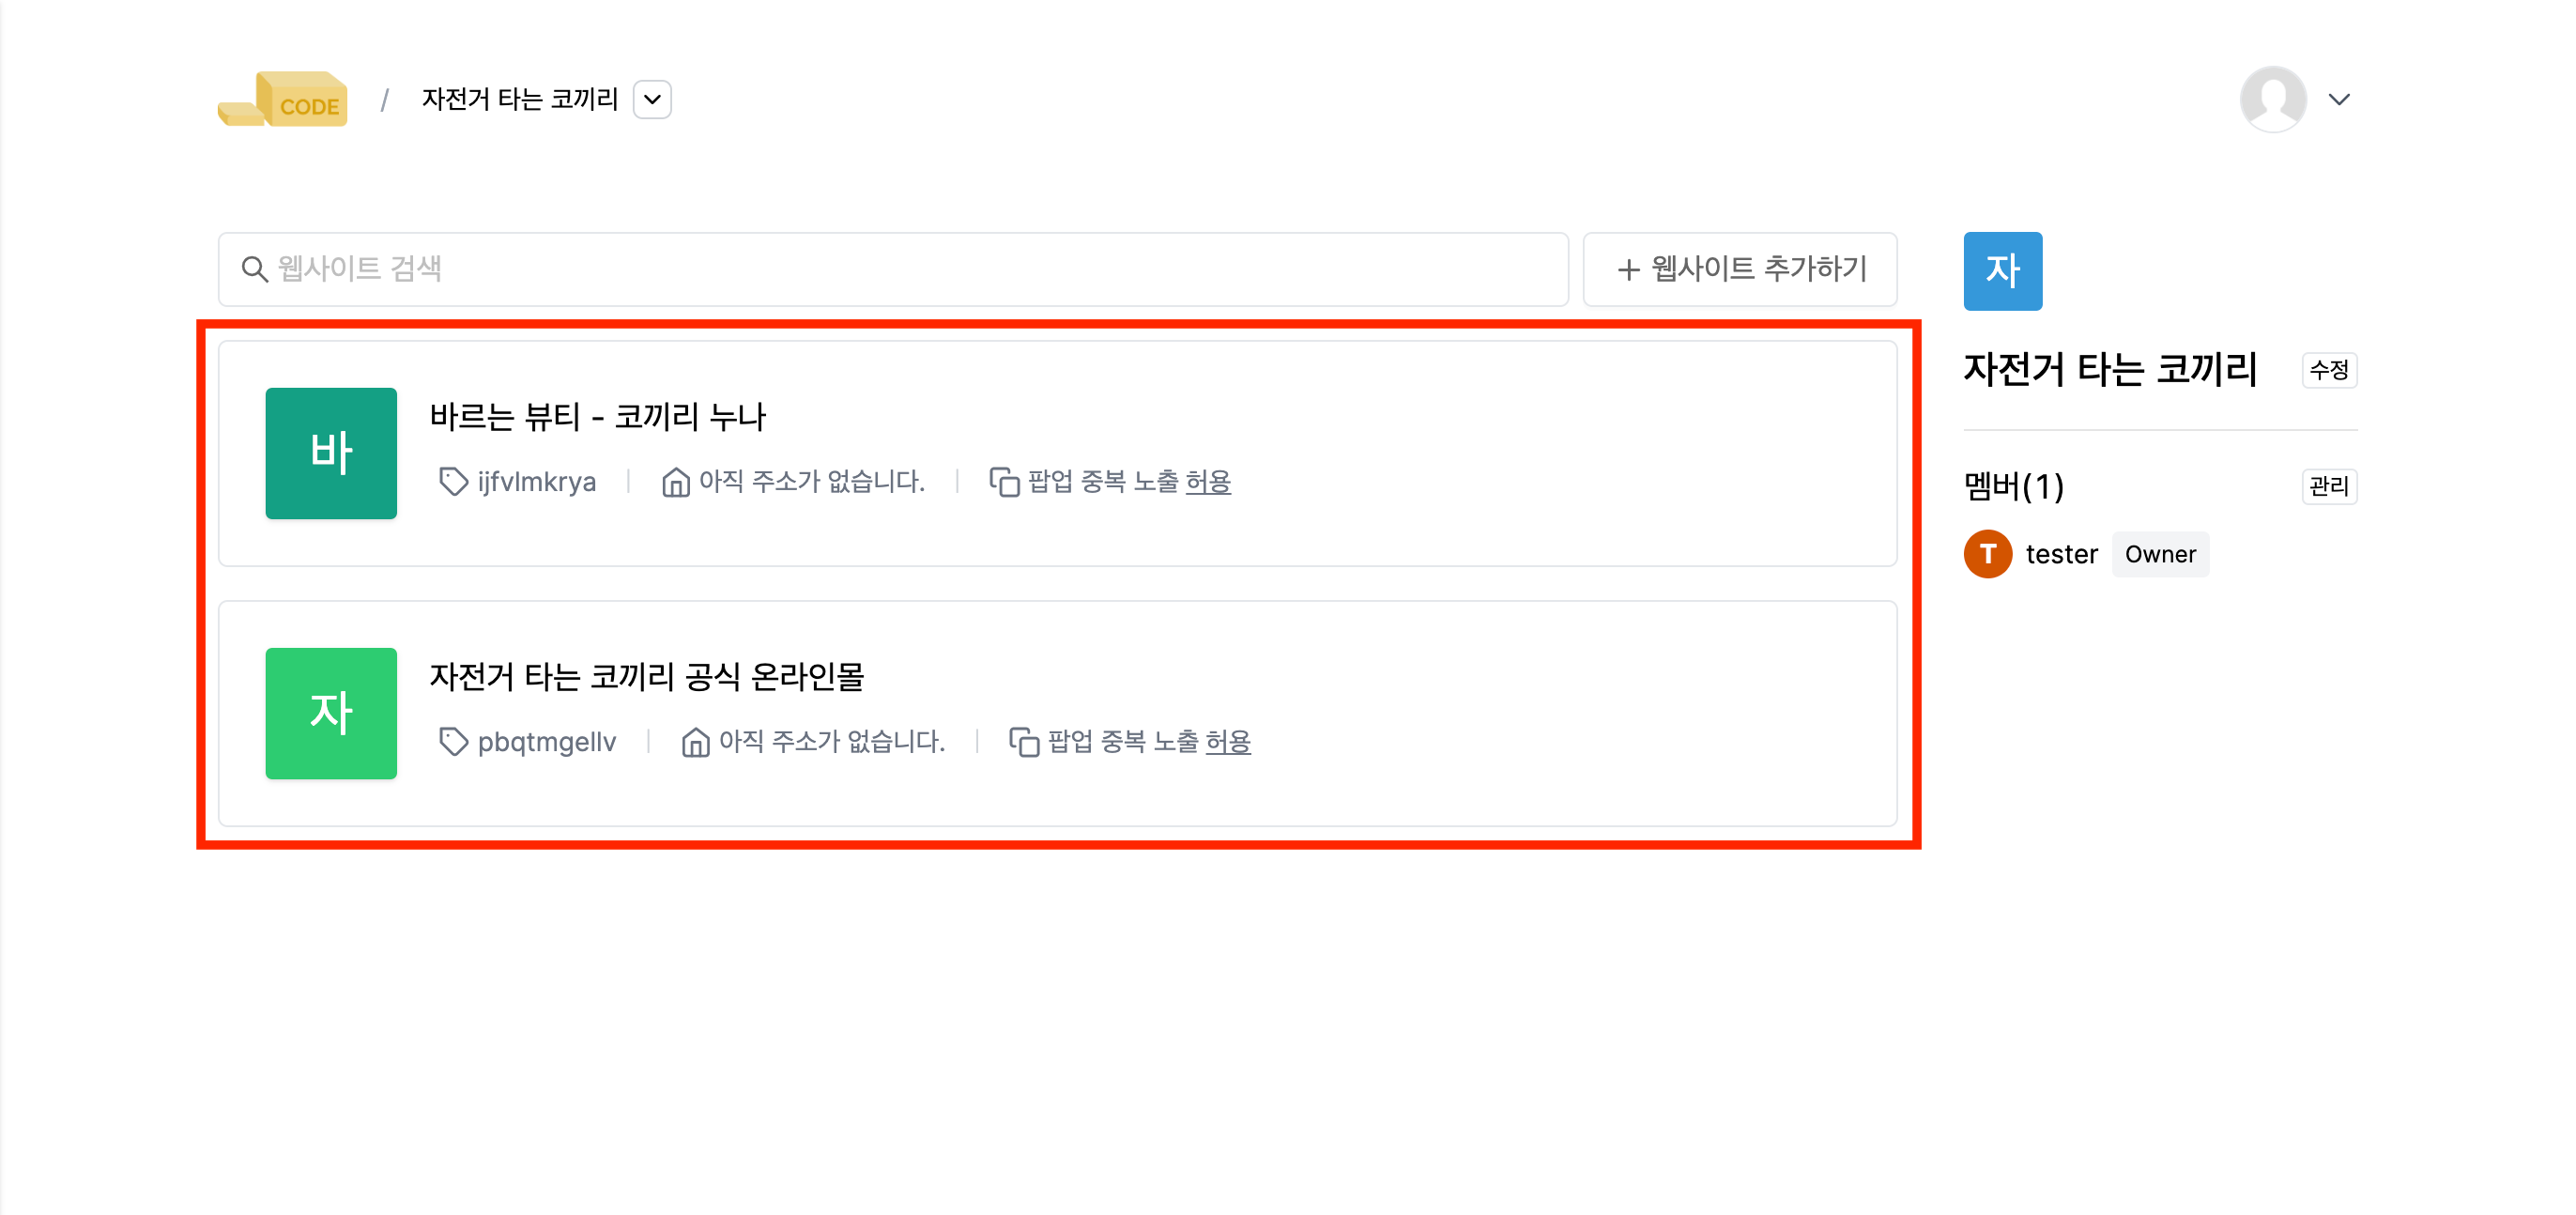 CODE / 자전거 타는 코끼리
웹사이트 검색
+ 웹사이트 추가하기
바
바르는 뷰티 - 코끼리 누나
ijfvlmkrya | 아직 주소가 없습니다. | 팝업 중복 노출 허용
자
자전거 타는 코끼리 공식 온라인몰
pbqtmgellv | 아직 주소가 없습니다. | 팝업 중복 노출 허용
자
자전거 타는 코끼리 수정
멤버(1) 관리
T tester Owner